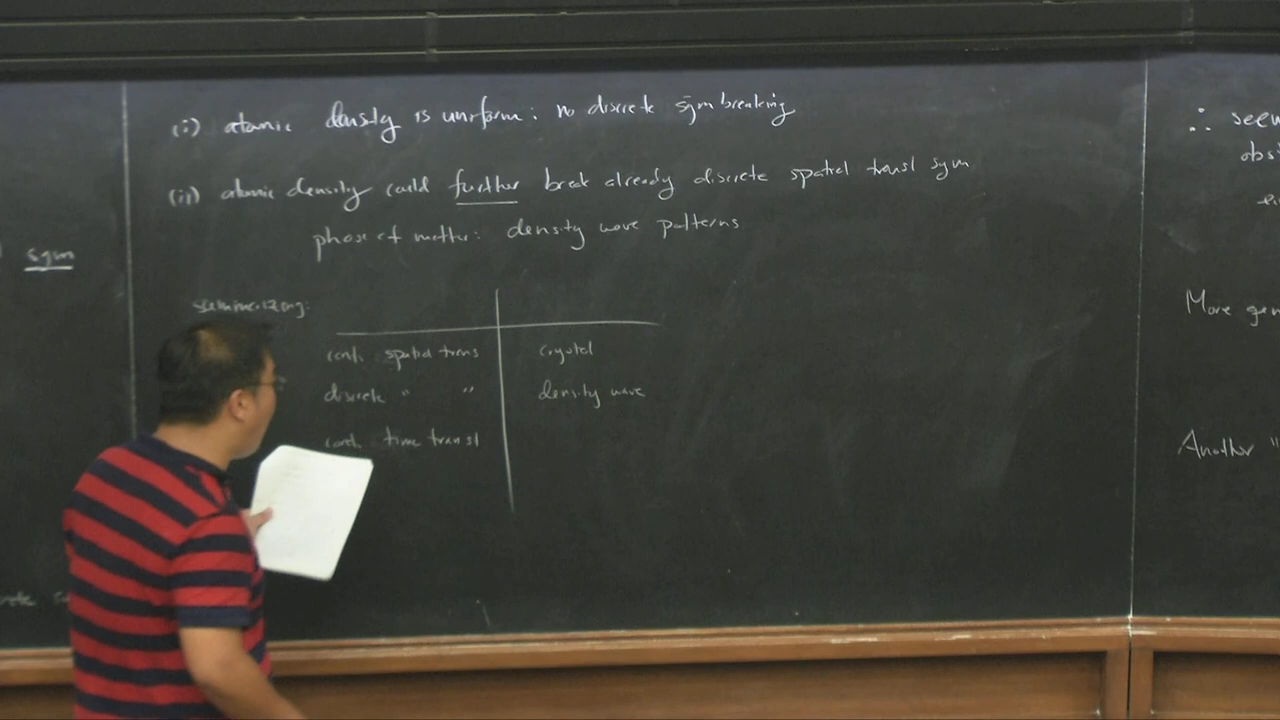 sym
(i) atomic density is uniform: no discrete sym breaking
(ii) atomic density could further break already discrete spatial transl sym
phase of matter: density wave patterns
summarizing:
cont. spatial trans crystal
discrete " " density wave
cont. time transl
∴ seem
obs
More gen
Another "